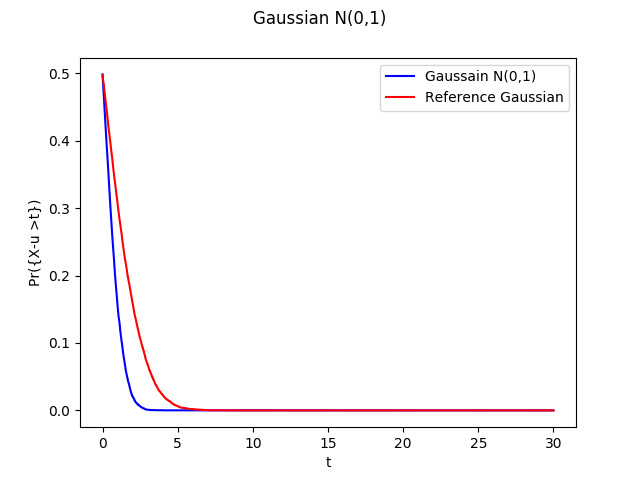 Gaussian N(0,1)
Gaussain N(0,1)
Reference Gaussian
Pr({X-u >t})
0.5
0.4
0.3
0.2
0.1
0.0
0
5
10
15
20
25
30
t